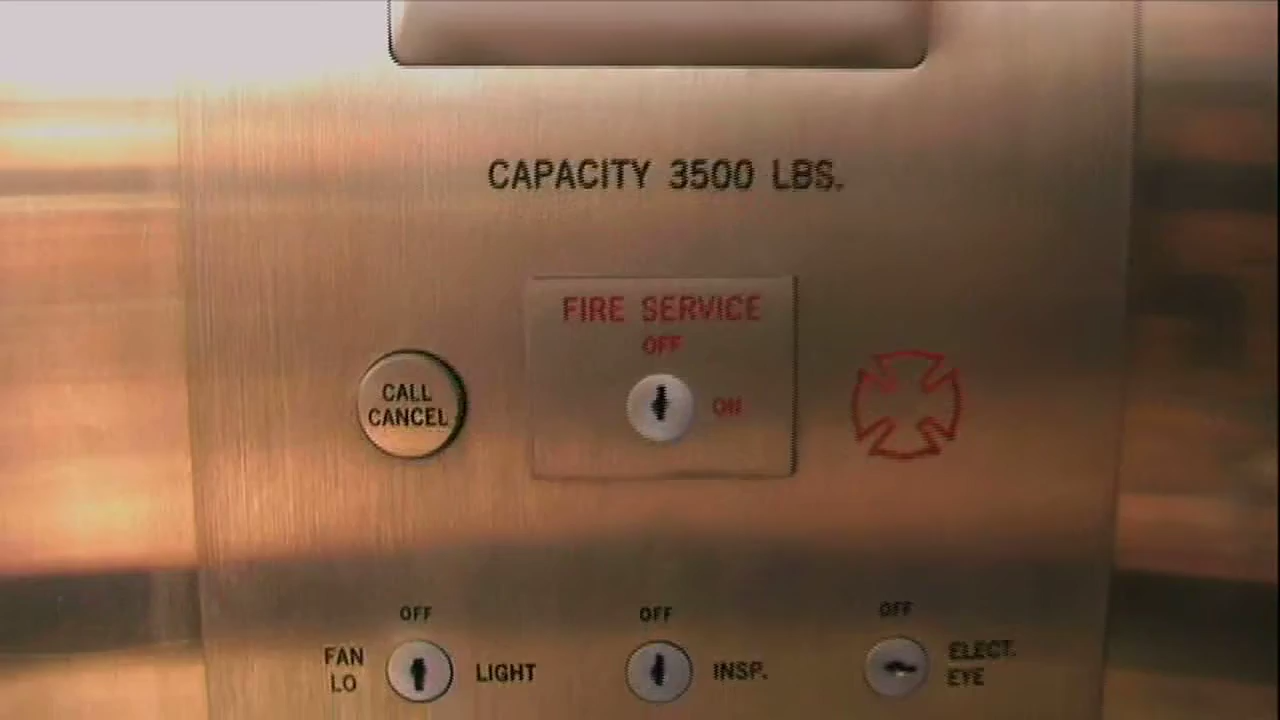 CAPACITY 3500 LBS.
FIRE SERVICE
OFF
ON
CALL
CANCEL
OFF
FAN
LO
LIGHT
OFF
INSP.
OFF
ELECT.
EYE